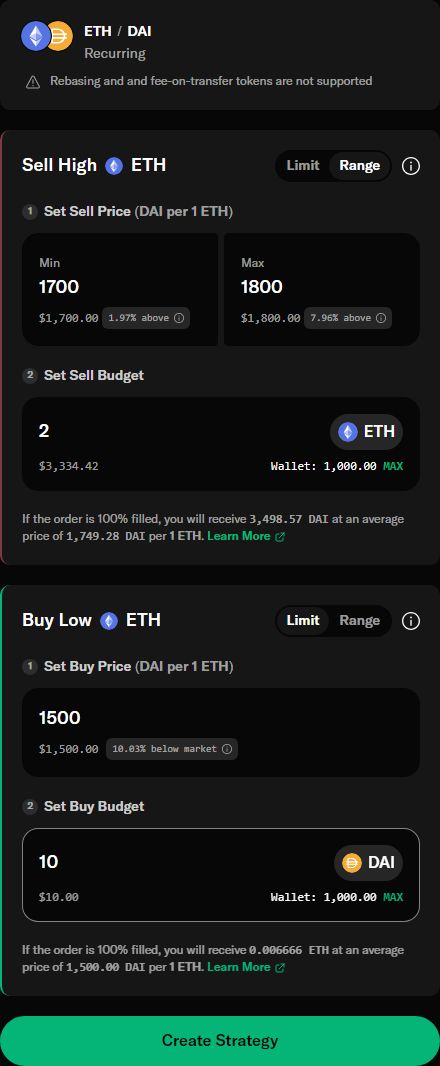 ETH / DAI
Recurring
Rebasing and and fee-on-transfer tokens are not supported
Sell High ETH Limit Range
1 Set Sell Price (DAI per 1 ETH)
Min Max
1700 1800
$1,700.00 1.97% above $1,800.00 7.96% above
2 Set Sell Budget
2 ETH
$3,334.42 Wallet: 1,000.00 MAX
If the order is 100% filled, you will receive 3,498.57 DAI at an average
price of 1,749.28 DAI per 1 ETH. Learn More
Buy Low ETH Limit Range
1 Set Buy Price (DAI per 1 ETH)
1500
$1,500.00 10.03% below market
2 Set Buy Budget
10 DAI
$10.00 Wallet: 1,000.00 MAX
If the order is 100% filled, you will receive 0.006666 ETH at an average
price of 1,500.00 DAI per 1 ETH. Learn More
Create Strategy